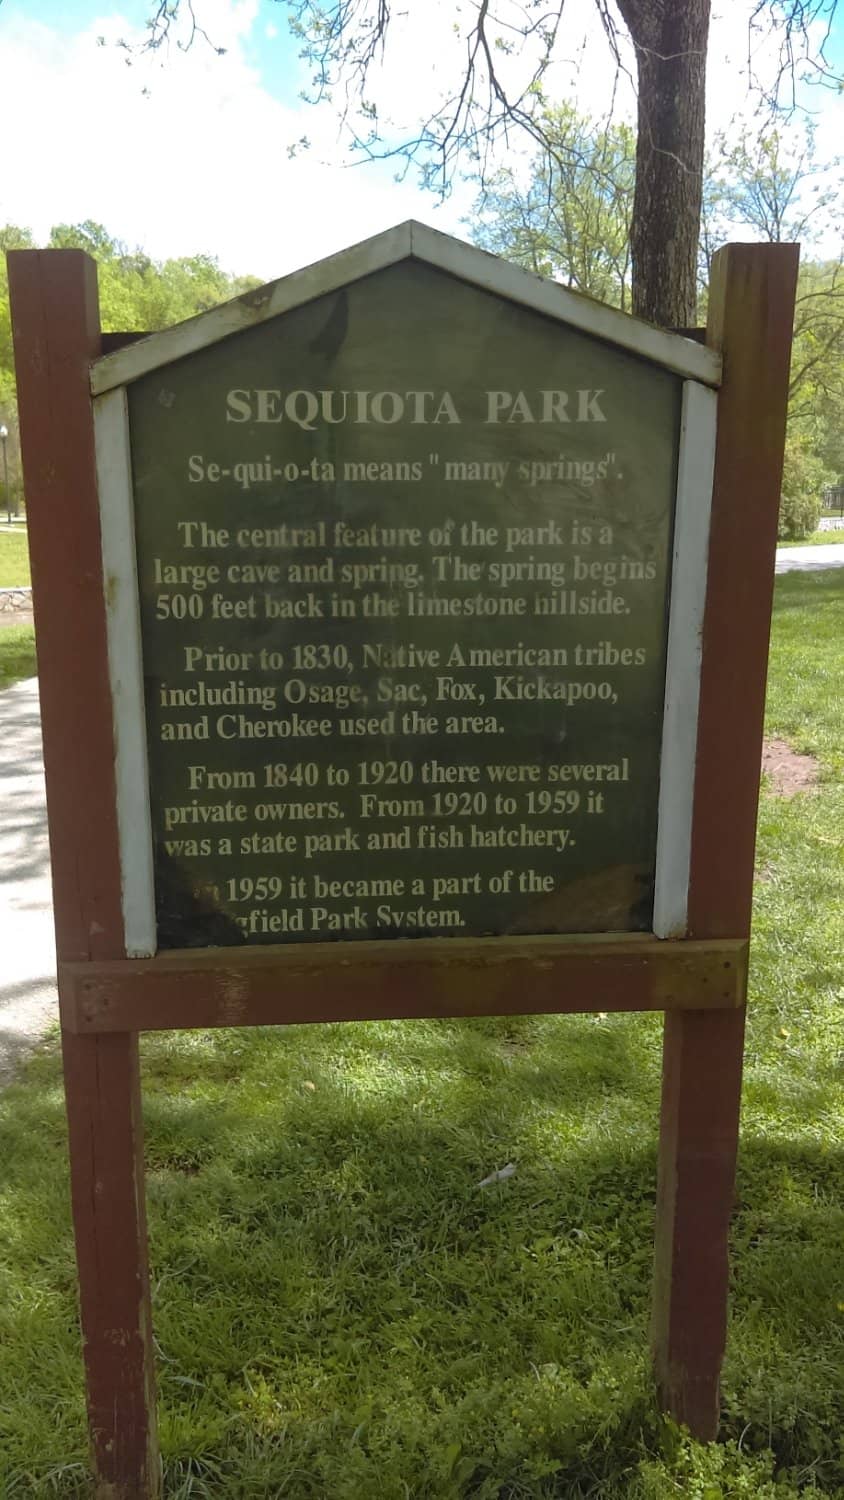 SEQUIOTA PARK
Se-qui-o-ta means "many springs".
The central feature of the park is a
large cave and spring. The spring begins
500 feet back in the limestone hillside.
Prior to 1830, Native American tribes
including Osage, Sac, Fox, Kickapoo,
and Cherokee used the area.
From 1840 to 1920 there were several
private owners. From 1920 to 1959 it
was a state park and fish hatchery.
1959 it became a part of the
gfield Park System.